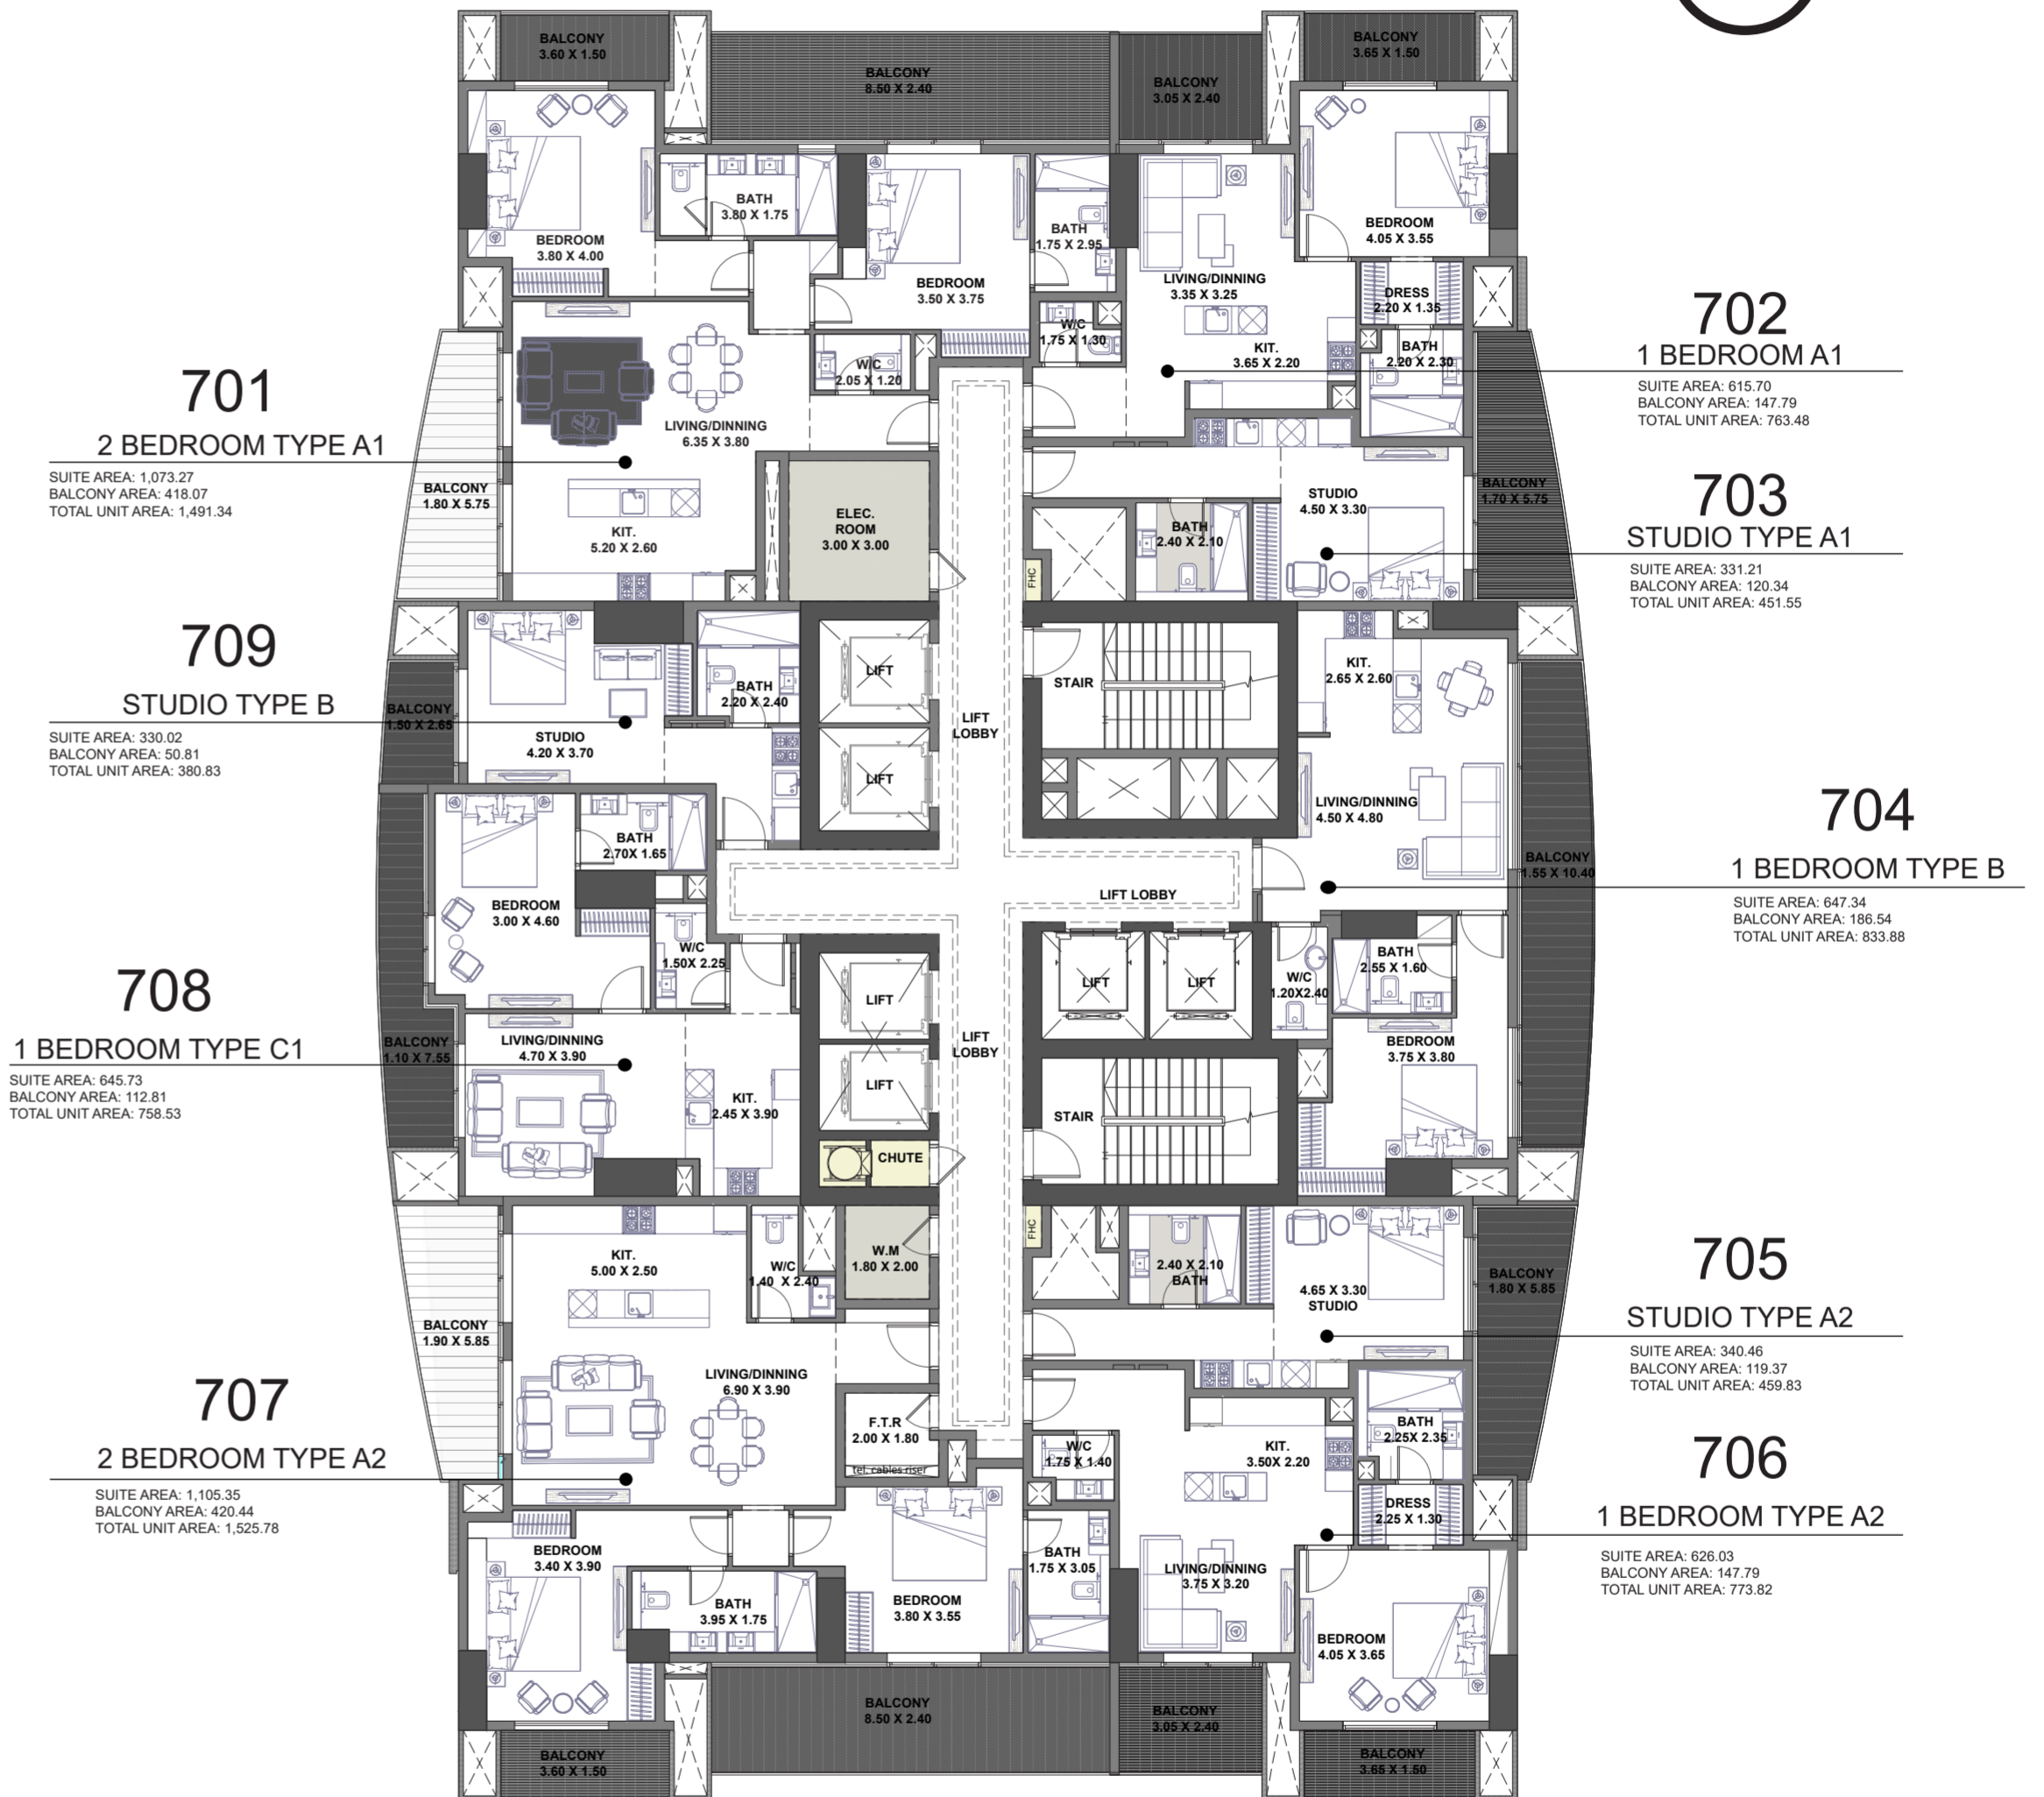 BALCONY
3.60 X 1.50
BALCONY
8.50 X 2.40
BALCONY
3.05 X 2.40
BALCONY
3.65 X 1.50
BEDROOM
3.80 X 4.00
BATH
3.80 X 1.75
BEDROOM
3.50 X 3.75
BATH
1.75 X 2.95
LIVING/DINNING
3.35 X 3.25
BEDROOM
4.05 X 3.55
DRESS
2.20 X 1.35
W/C
1.75 X 1.30
KIT.
3.65 X 2.20
BATH
2.20 X 2.30
W/C
2.05 X 1.20
701
2 BEDROOM TYPE A1
SUITE AREA: 1,073.27
BALCONY AREA: 418.07
TOTAL UNIT AREA: 1,491.34
LIVING/DINNING
6.35 X 3.80
BALCONY
1.80 X 5.75
KIT.
5.20 X 2.60
ELEC.
ROOM
3.00 X 3.00
702
1 BEDROOM A1
SUITE AREA: 615.70
BALCONY AREA: 147.79
TOTAL UNIT AREA: 763.48
703
STUDIO TYPE A1
SUITE AREA: 331.21
BALCONY AREA: 120.34
TOTAL UNIT AREA: 451.55
STUDIO
4.50 X 3.30
BALCONY
1.70 X 5.75
BATH
2.40 X 2.10
FHC
709
STUDIO TYPE B
SUITE AREA: 330.02
BALCONY AREA: 50.81
TOTAL UNIT AREA: 380.83
BALCONY
1.50 X 2.65
STUDIO
4.20 X 3.70
BATH
2.20 X 2.40
LIFT
LIFT
LIFT
LOBBY
STAIR
KIT.
2.65 X 2.60
LIVING/DINNING
4.50 X 4.80
BALCONY
1.55 X 10.40
704
1 BEDROOM TYPE B
SUITE AREA: 647.34
BALCONY AREA: 186.54
TOTAL UNIT AREA: 833.88
LIFT LOBBY
BATH
2.70X 1.65
BEDROOM
3.00 X 4.60
W/C
1.50X 2.25
LIFT
LIFT
LIFT
LIFT
W/C
1.20X2.40
BATH
2.55 X 1.60
BEDROOM
3.75 X 3.80
708
1 BEDROOM TYPE C1
SUITE AREA: 645.73
BALCONY AREA: 112.81
TOTAL UNIT AREA: 758.53
BALCONY
1.10 X 7.55
LIVING/DINNING
4.70 X 3.90
KIT.
2.45 X 3.90
LIFT
LOBBY
STAIR
CHUTE
FHC
W.M
1.80 X 2.00
KIT.
5.00 X 2.50
W/C
1.40 X 2.40
2.40 X 2.10
BATH
4.65 X 3.30
STUDIO
BALCONY
1.80 X 5.85
705
STUDIO TYPE A2
SUITE AREA: 340.46
BALCONY AREA: 119.37
TOTAL UNIT AREA: 459.83
BALCONY
1.90 X 5.85
LIVING/DINNING
6.90 X 3.90
707
2 BEDROOM TYPE A2
SUITE AREA: 1,105.35
BALCONY AREA: 420.44
TOTAL UNIT AREA: 1,525.78
F.T.R
2.00 X 1.80
tel. cables riser
W/C
1.75 X 1.40
KIT.
3.50X 2.20
BATH
2.25X 2.35
DRESS
2.25 X 1.30
706
1 BEDROOM TYPE A2
SUITE AREA: 626.03
BALCONY AREA: 147.79
TOTAL UNIT AREA: 773.82
BEDROOM
3.40 X 3.90
BATH
3.95 X 1.75
BEDROOM
3.80 X 3.55
BATH
1.75 X 3.05
LIVING/DINNING
3.75 X 3.20
BEDROOM
4.05 X 3.65
BALCONY
3.60 X 1.50
BALCONY
8.50 X 2.40
BALCONY
3.05 X 2.40
BALCONY
3.65 X 1.50